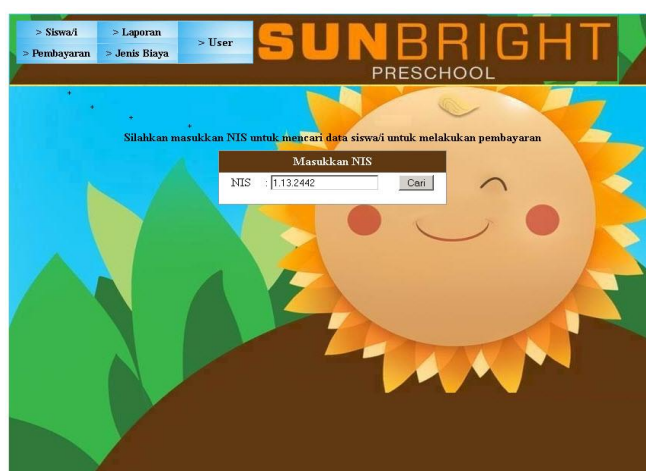 > Siswa/i > Laporan
> User
> Pembayaran > Jenis Biaya
SUNBRIGHT
PRESCHOOL
Silahkan masukkan NIS untuk mencari data siswa/i untuk melakukan pembayaran
Masukkan NIS
NIS : 1.13.2442 Cari